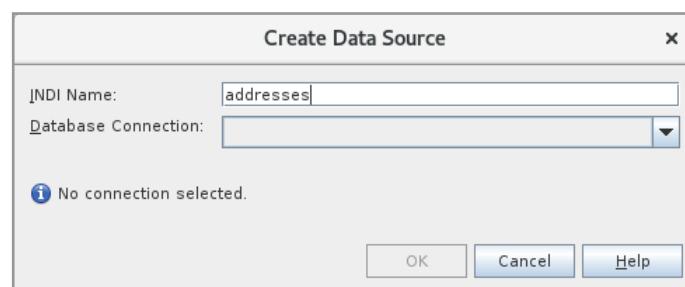 Create Data Source
JNDI Name: addresses
Database Connection:
No connection selected.
OK Cancel Help